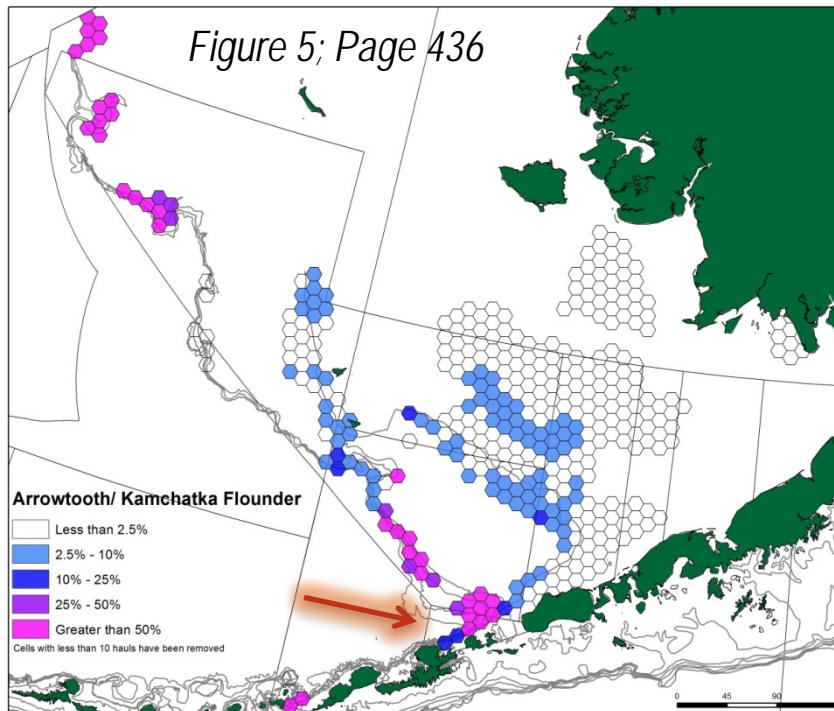 Figure 5; Page 436
Arrowtooth/ Kamchatka Flounder
Less than 2.5%
2.5% - 10%
10% - 25%
25% - 50%
Greater than 50%
Cells with less than 10 hauls have been removed
0 45 90